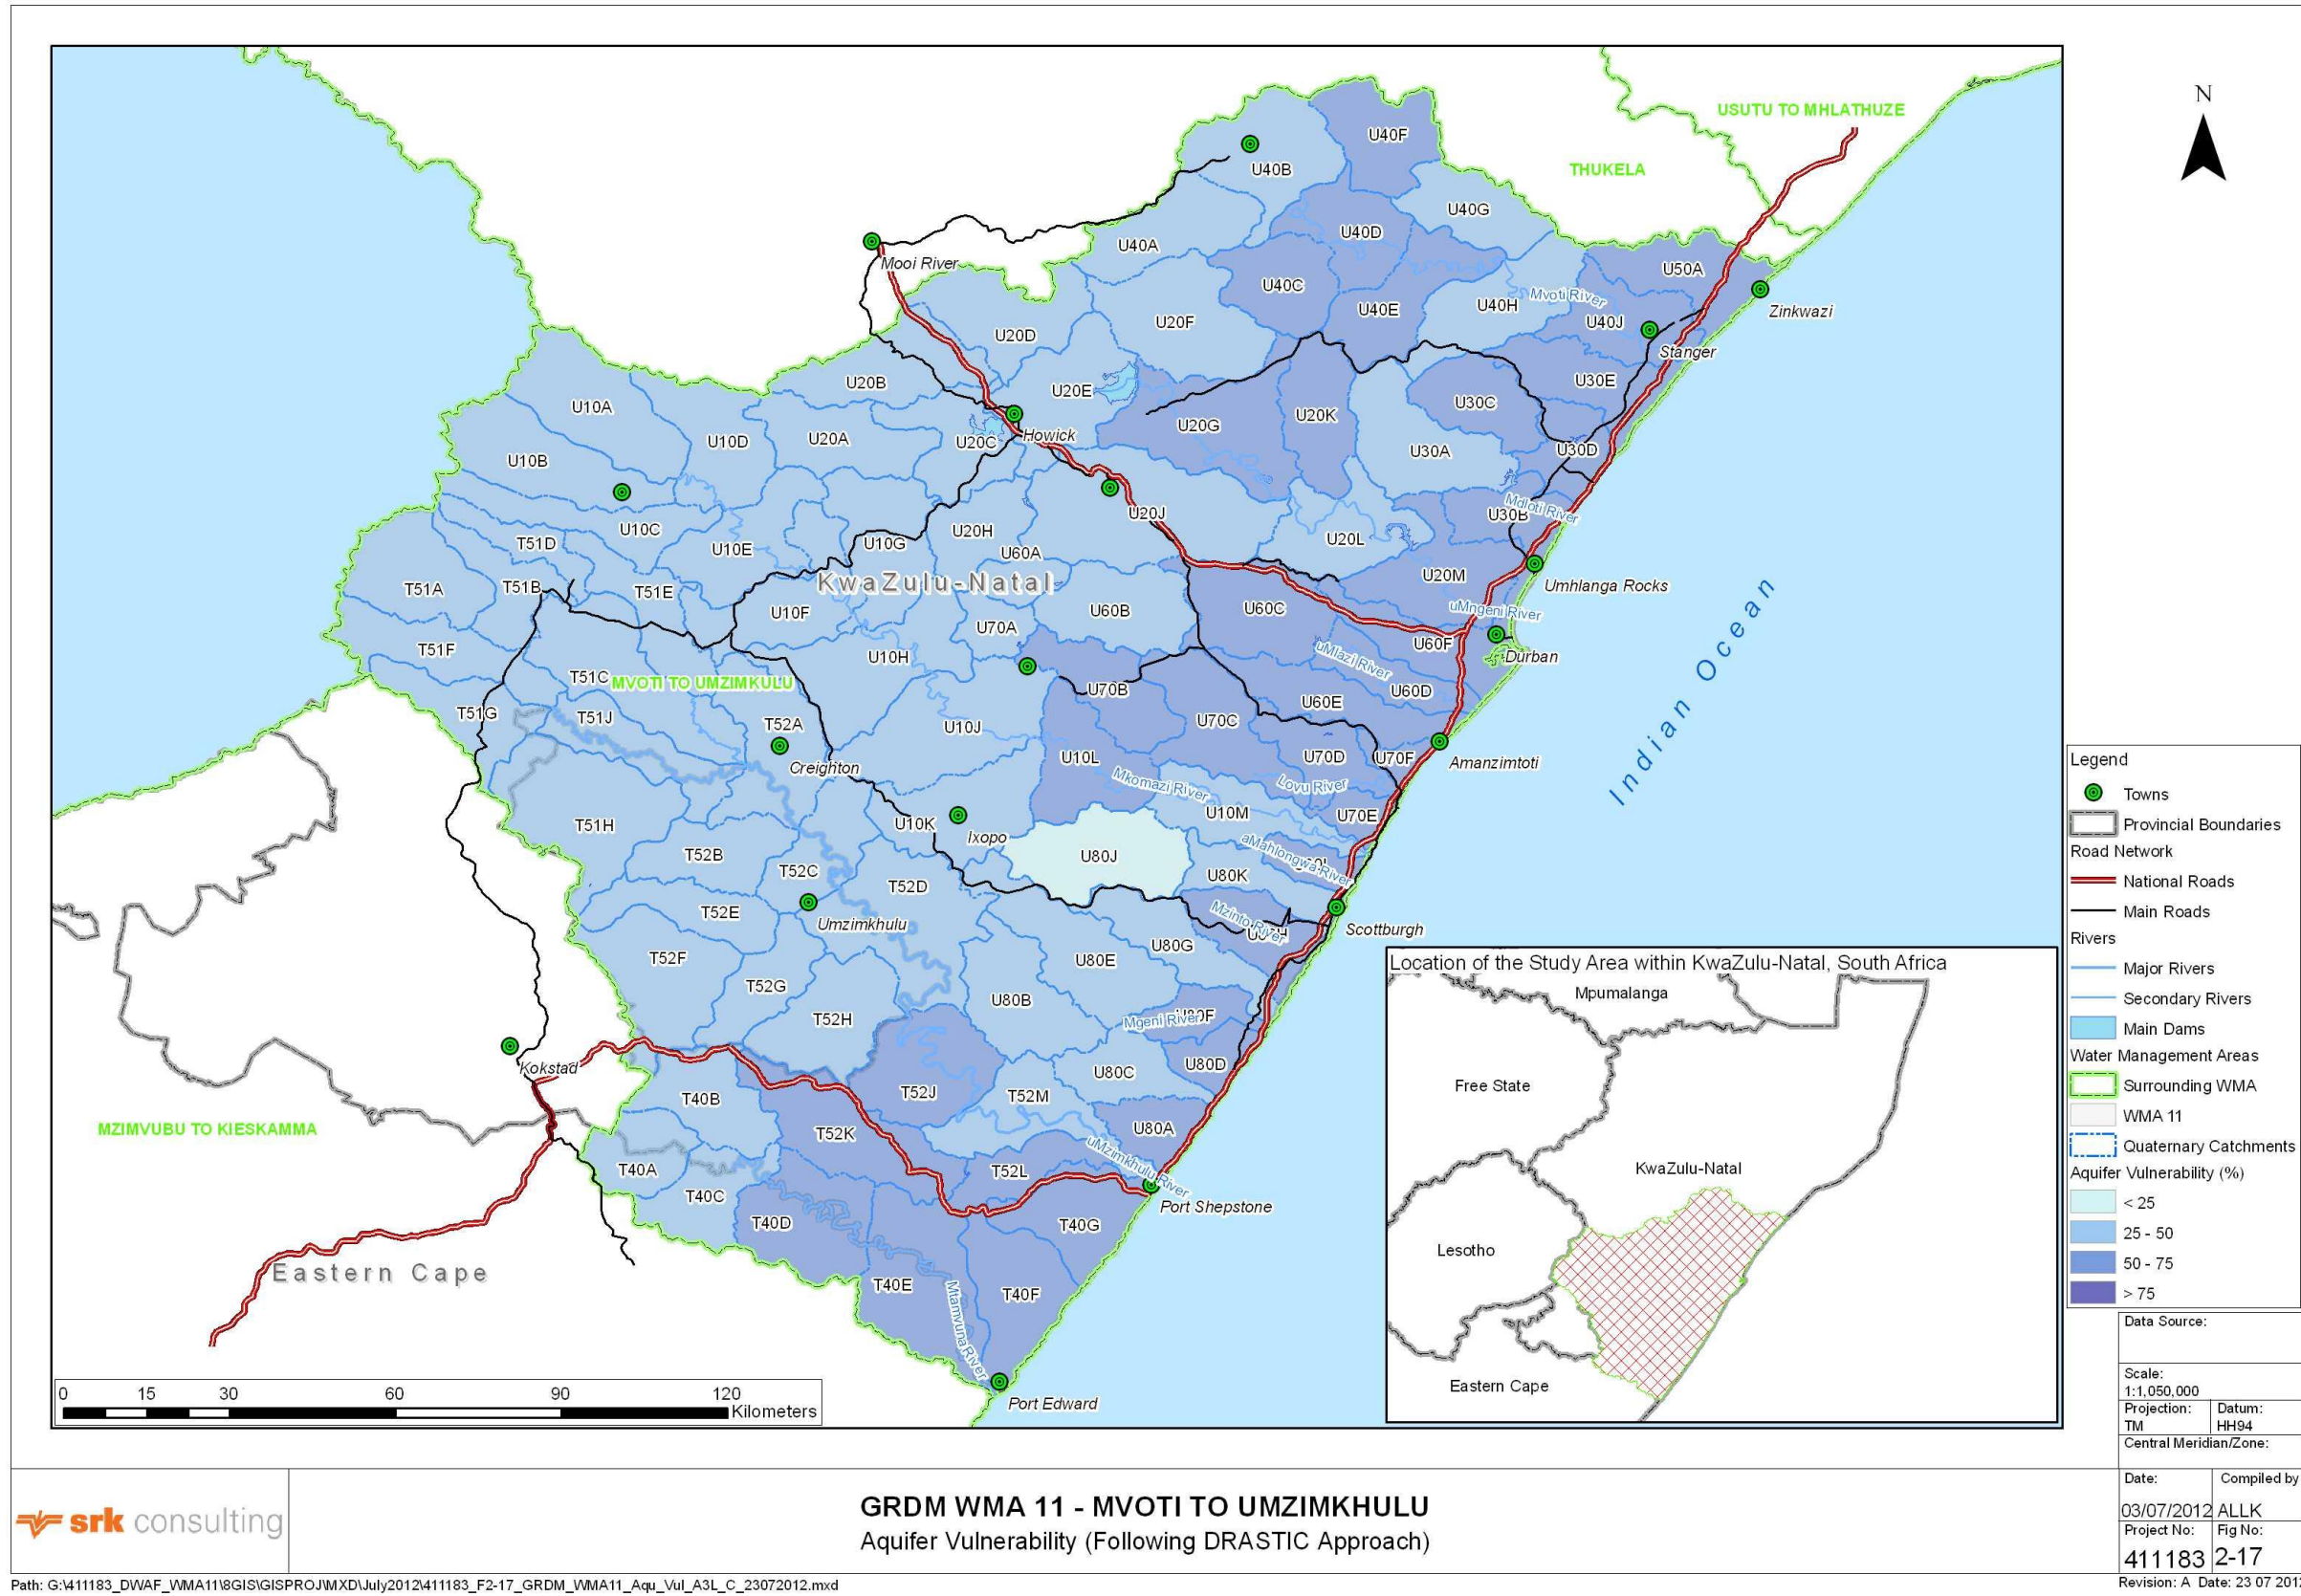 USUTU TO MHLATHUZE
THUKELA
N
U40F
U40B
U40G
U40D
U40A
Mooi River
U50A
U40C
U40H
Mvoti River
U40E
U40J
Zinkwazi
U20F
U20D
Stanger
U20B
U20E
U30E
U10A
U20K
U30C
U20G
Howick
U20C
U10D
U20A
U30A
U30D
U10B
Mdloti River
U30B
U20J
U10C
U20H
U20L
T51D
U10E
U10G
U60A
U20M
KwaZulu-Natal
Umhlanga Rocks
T51A
T51B
T51E
U10F
U60B
U60C
uMngeni River
U70A
U60F
T51F
U10H
uMlazi River
Durban
T51C
MVOTI TO UMZIMKULU
U70B
U60D
U60E
T51G
T51J
T52A
U10J
U70C
Indian Ocean
U10L
U70D
U70F
Amanzimtoti
Creighton
Mkomazi River
Lovu River
U10M
U70E
T51H
U10K
Ixopo
T52B
U80J
aMahlongwa River
T52C
T52D
U80K
T52E
Umzimkhulu
Mzinto River
Scottburgh
T52F
U80G
U80E
T52G
U80B
T52H
Mgeni River
U80F
Kokstad
U80D
U80C
T40B
T52J
T52M
MZIMVUBU TO KIESKAMMA
U80A
T52K
uMzimkhulu River
T40A
T52L
T40C
Port Shepstone
T40D
T40G
Eastern Cape
T40E
T40F
Mtamvuna River
Port Edward
0 15 30 60 90 120
Kilometers
Location of the Study Area within KwaZulu-Natal, South Africa
Mpumalanga
Free State
KwaZulu-Natal
Lesotho
Eastern Cape
Legend
Towns
Provincial Boundaries
Road Network
National Roads
Main Roads
Rivers
Major Rivers
Secondary Rivers
Main Dams
Water Management Areas
Surrounding WMA
WMA 11
Quaternary Catchments
Aquifer Vulnerability (%)
< 25
25 - 50
50 - 75
> 75
Data Source:
Scale:
1:1,050,000
Projection: Datum:
TM HH94
Central Meridian/Zone:
Date: Compiled by
03/07/2012 ALLK
Project No: Fig No:
411183 2-17
Revision: A Date: 23 07 2012
srk consulting
GRDM WMA 11 - MVOTI TO UMZIMKHULU
Aquifer Vulnerability (Following DRASTIC Approach)
Path: G:\411183_DWAF_WMA11\8GIS\GISPROJ\MXD\July2012\411183_F2-17_GRDM_WMA11_Aqu_Vul_A3L_C_23072012.mxd